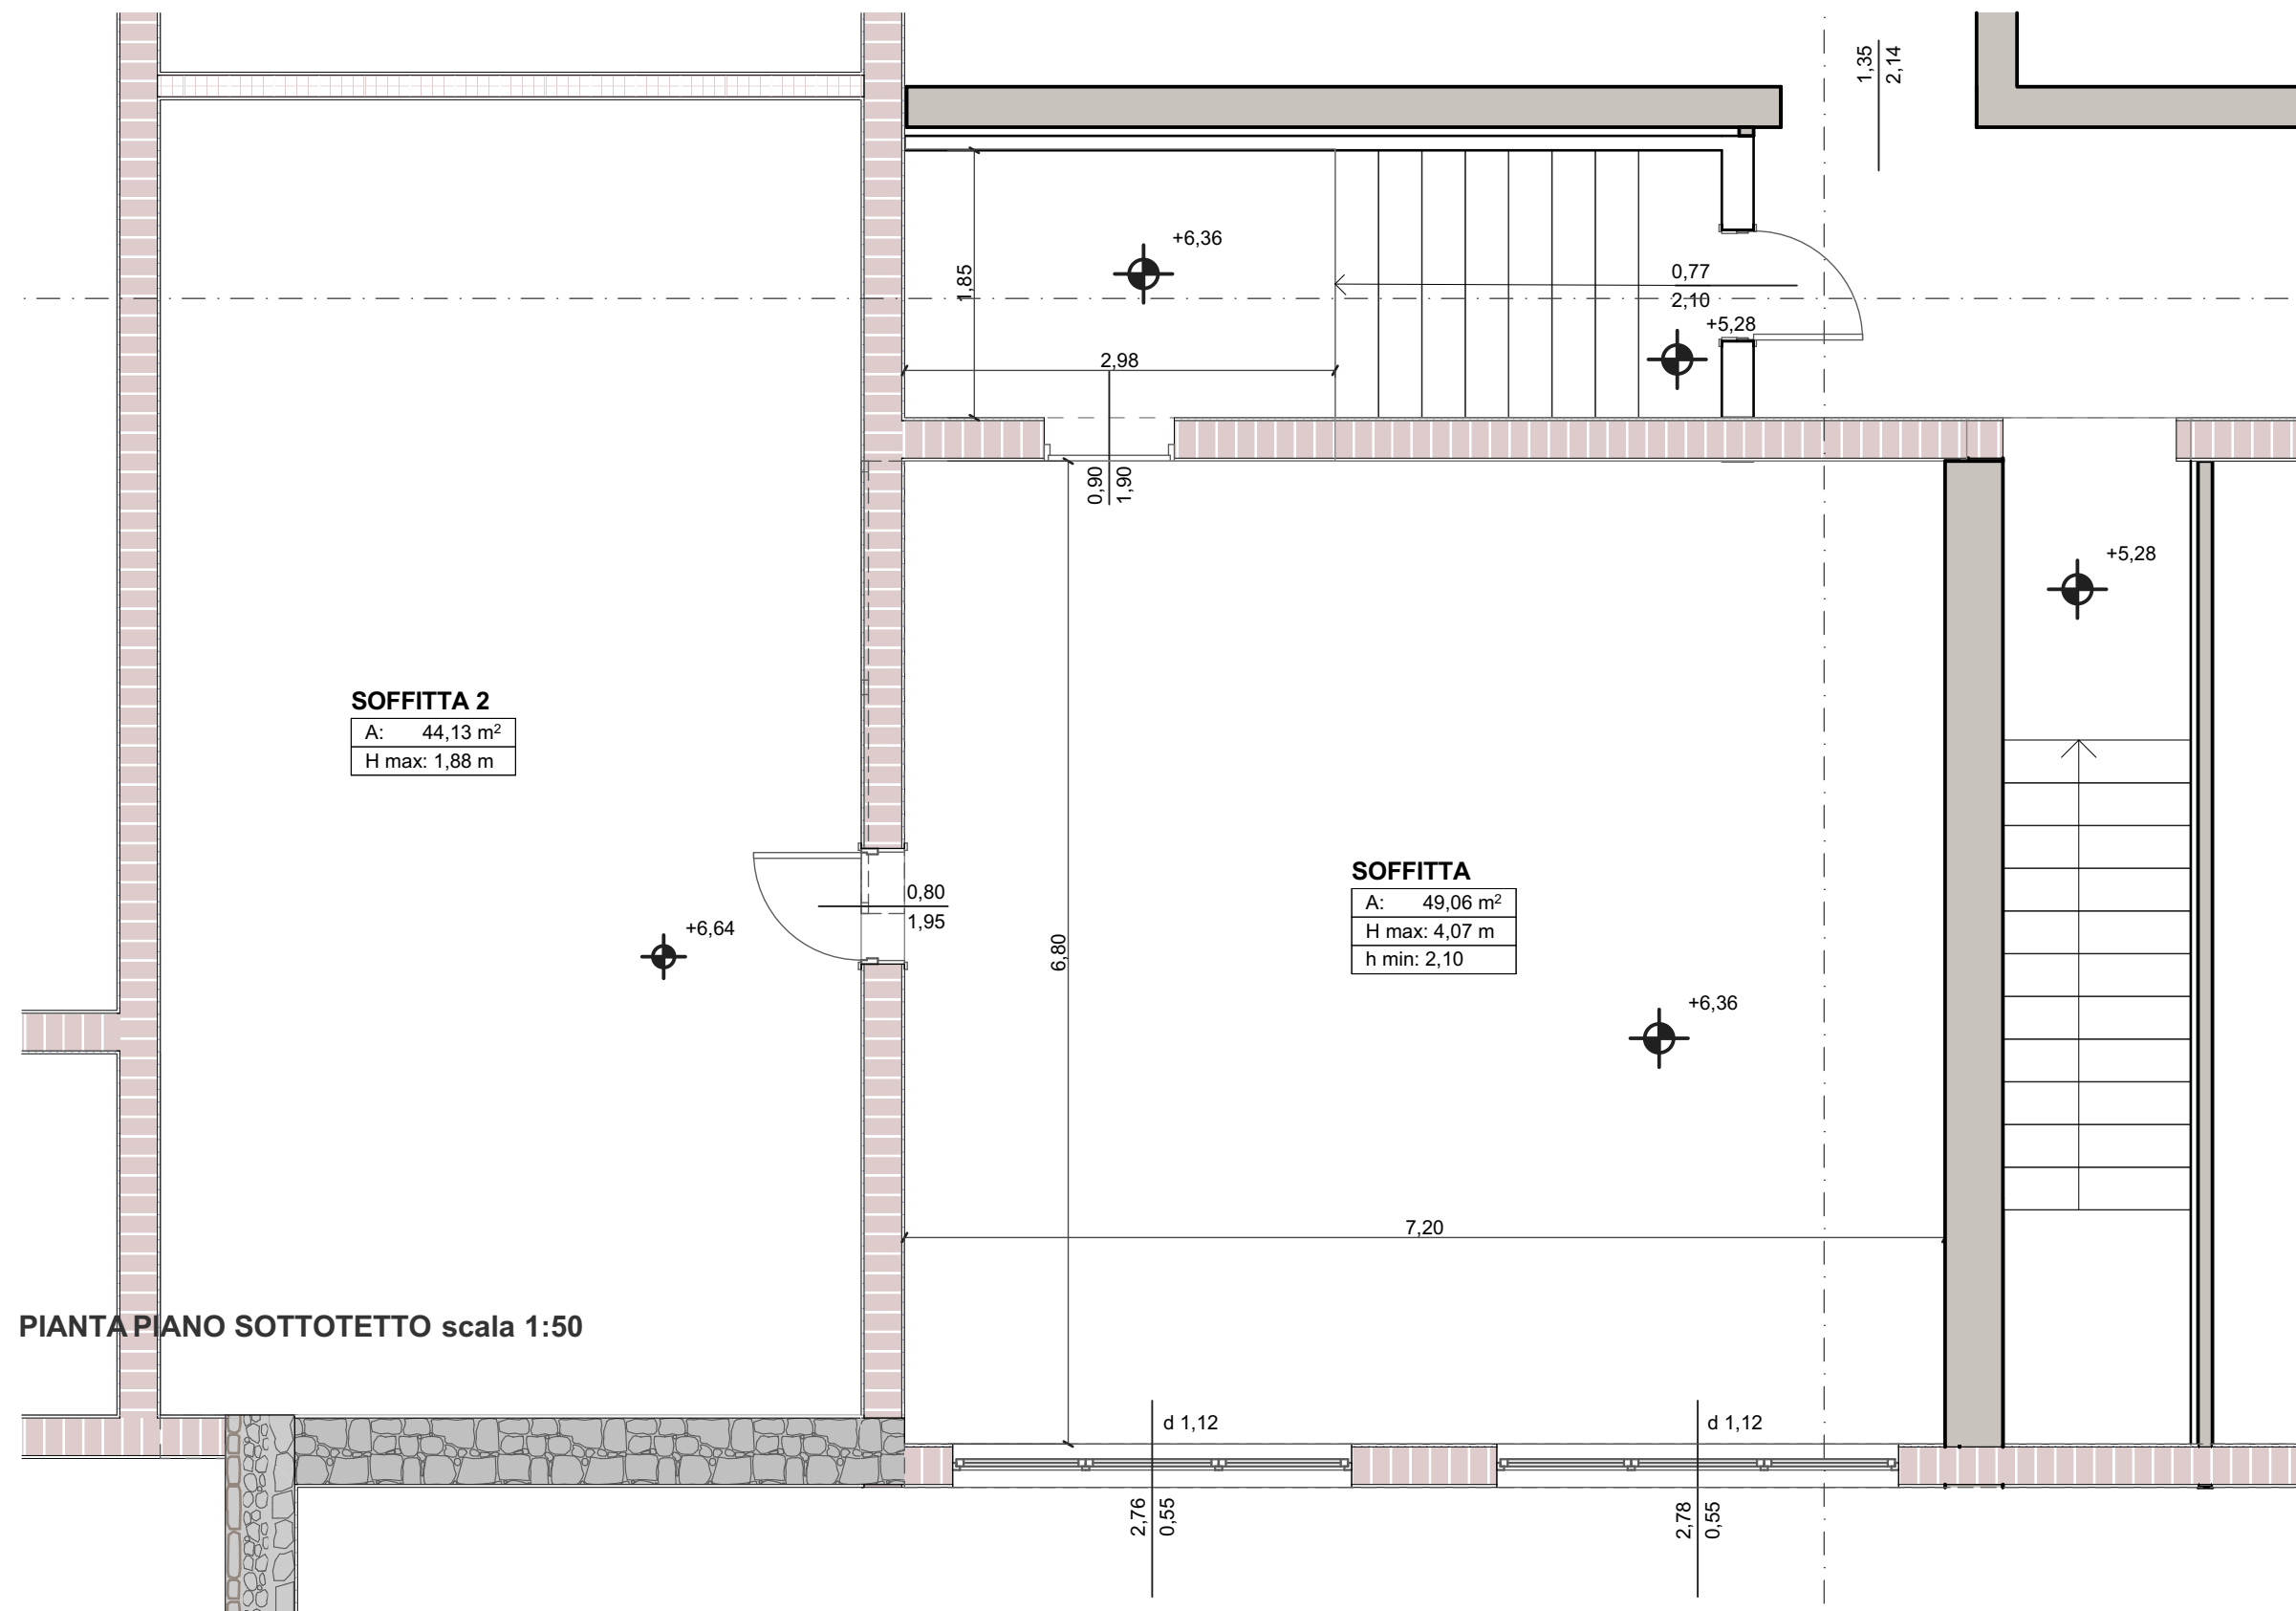 1,35
2,14
+6,36
1,85
0,77
2,10
+5,28
2,98
0,90
1,90
+5,28
SOFFITTA 2
A: 44,13 m²
H max: 1,88 m
SOFFITTA
A: 49,06 m²
H max: 4,07 m
h min: 2,10
0,80
1,95
+6,64
6,80
+6,36
7,20
PIANTA PIANO SOTTOTETTO scala 1:50
d 1,12
d 1,12
2,76
0,55
2,78
0,55